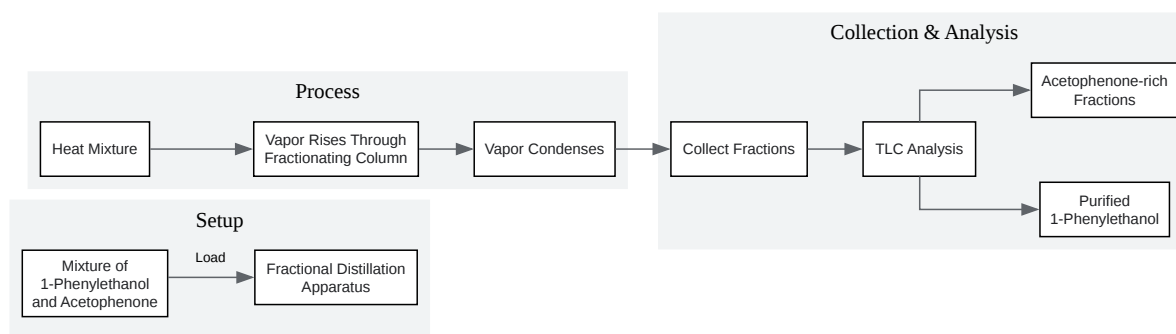 Collection & Analysis
Process
Acetophenone-rich
Fractions
Heat Mixture
Vapor Rises Through
Fractionating Column
Vapor Condenses
Collect Fractions
TLC Analysis
Purified
1-Phenylethanol
Setup
Mixture of
1-Phenylethanol
and Acetophenone
Load
Fractional Distillation
Apparatus